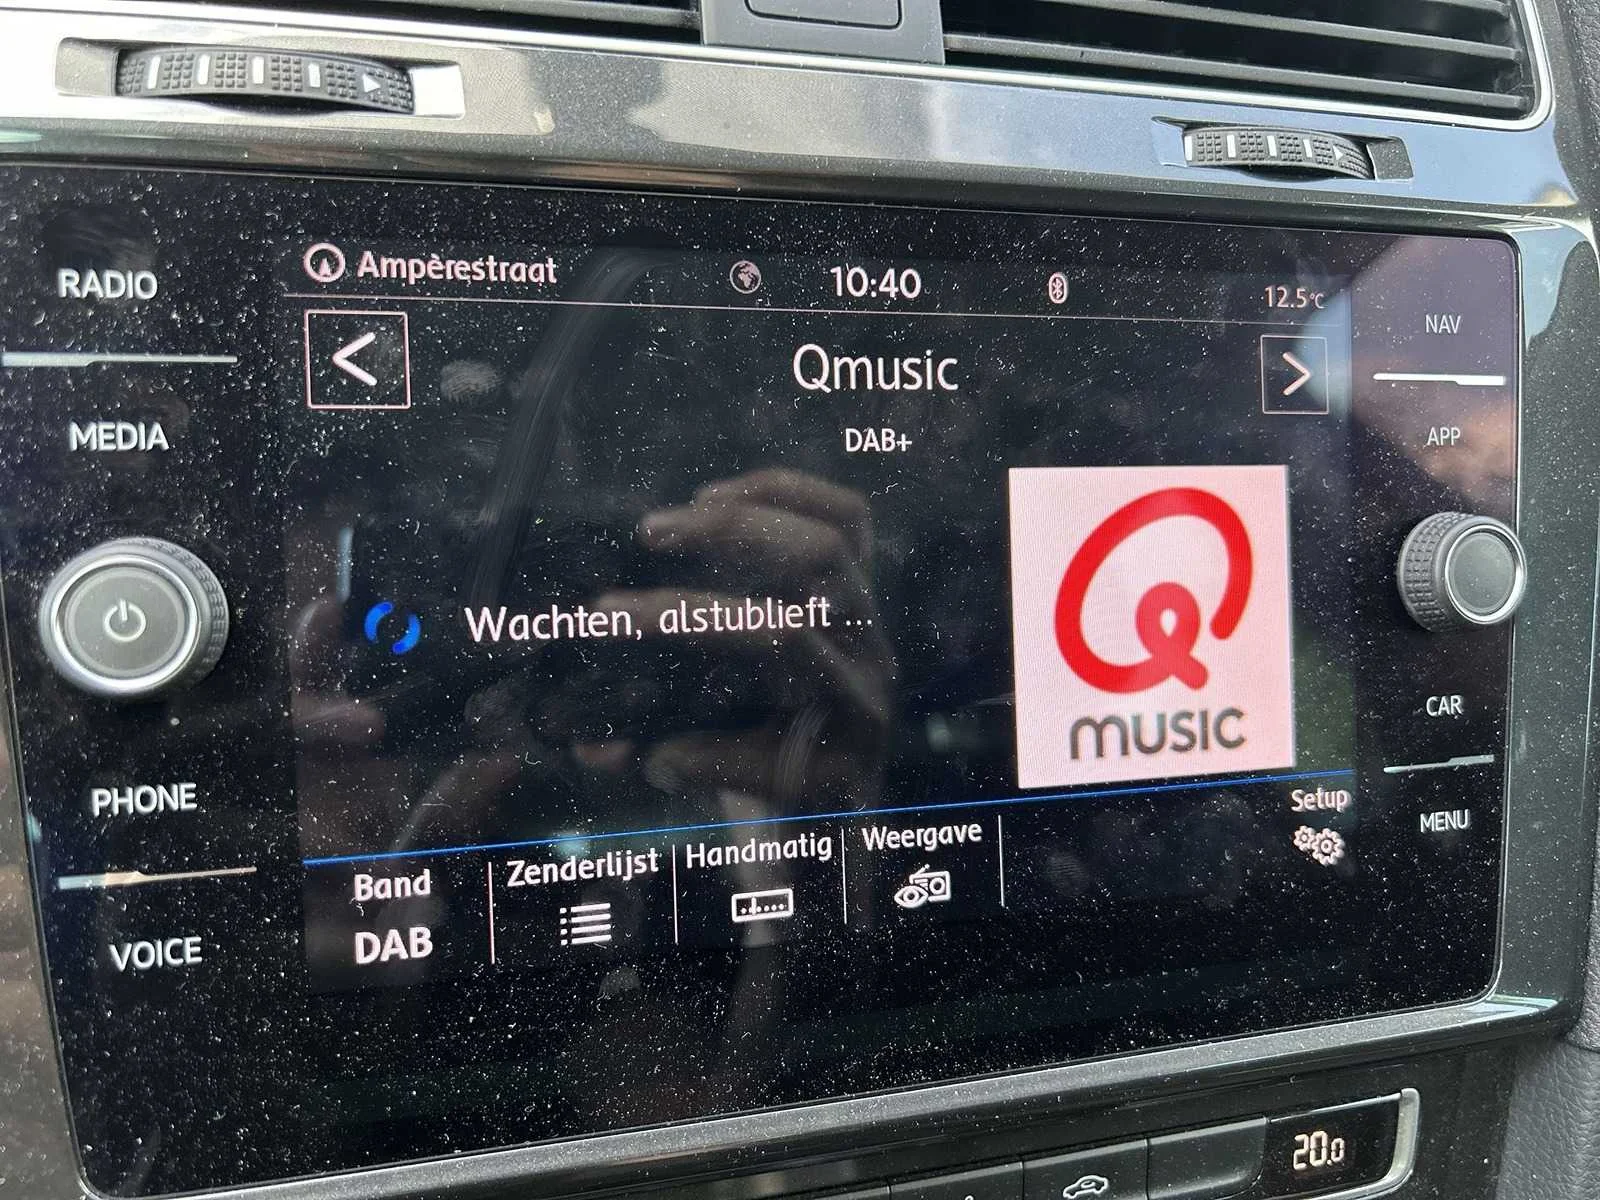 RADIO
MEDIA
PHONE
VOICE
Ampèrestraat
10:40
12.5°C
<
Qmusic
>
DAB+
Wachten, alstublieft ...
Q
music
Band
DAB
Zenderlijst
Handmatig
Weergave
Setup
NAV
APP
CAR
MENU
20.0